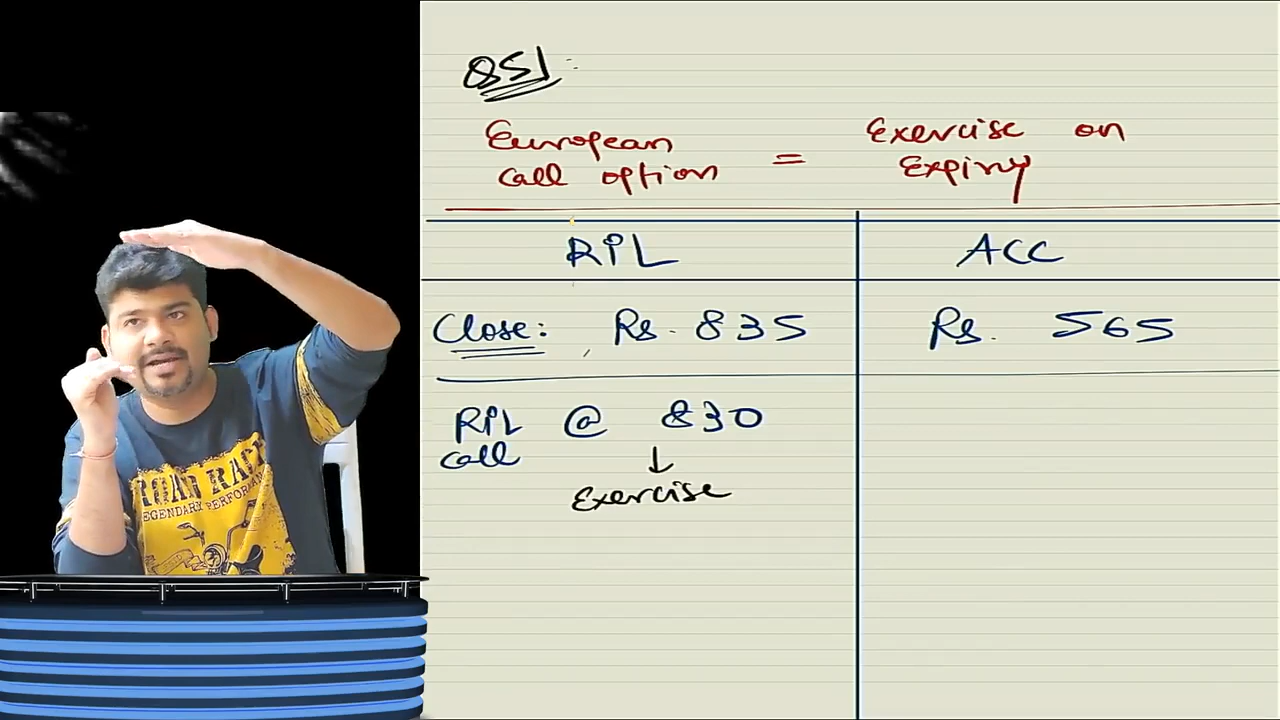 Q51:
European
Call option = Exercise on
Expiry
RIL ACC
Close: Rs. 835 Rs. 565
RIL @ 830
Call
↓
Exercise
ROAD RACE
LEGENDARY PERFORMAN